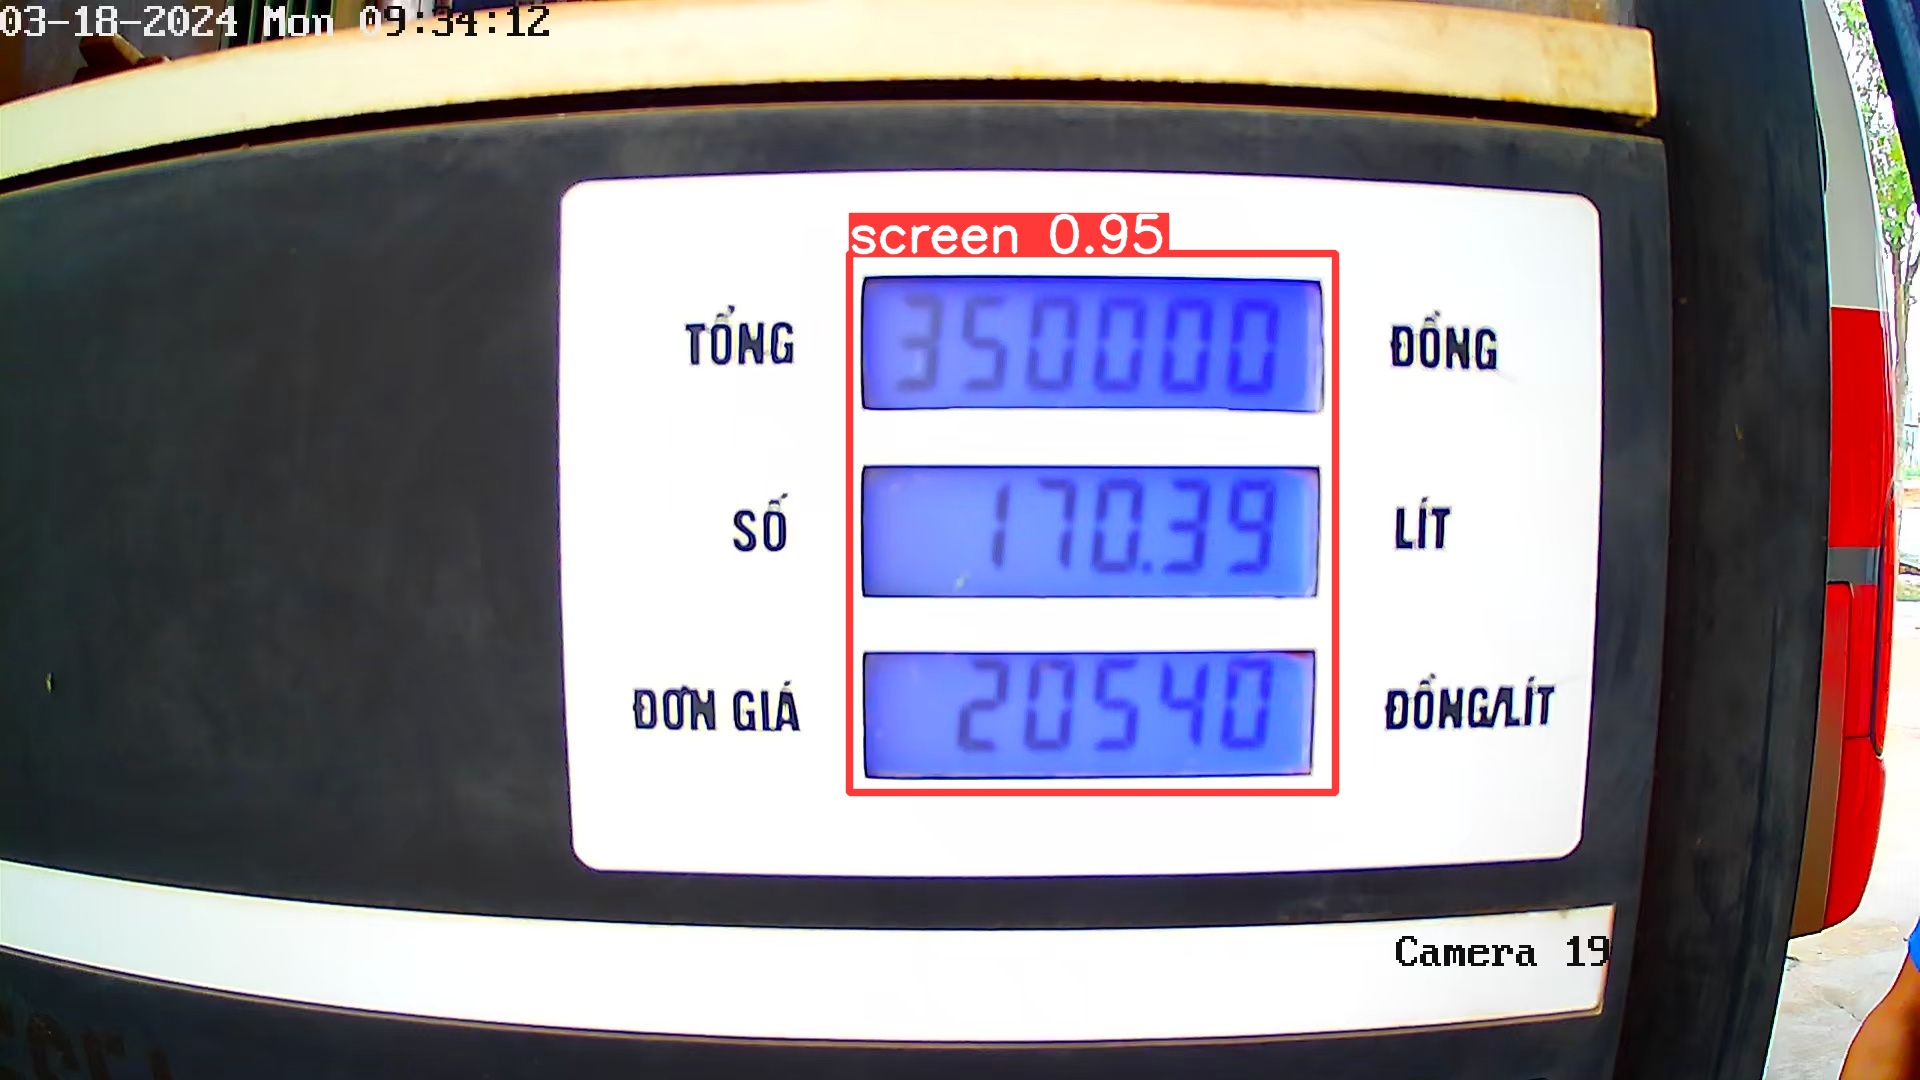 03-18-2024 Mon 09:34:12
screen 0.95
TỔNG 350000 ĐỒNG
SỐ 170.39 LÍT
ĐƠN GIÁ 20540 ĐỒNG/LÍT
Camera 19